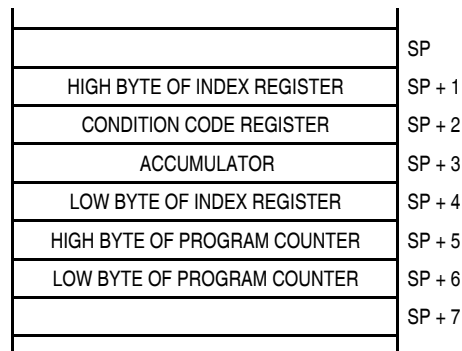 SP
HIGH BYTE OF INDEX REGISTER SP + 1
CONDITION CODE REGISTER SP + 2
ACCUMULATOR SP + 3
LOW BYTE OF INDEX REGISTER SP + 4
HIGH BYTE OF PROGRAM COUNTER SP + 5
LOW BYTE OF PROGRAM COUNTER SP + 6
SP + 7